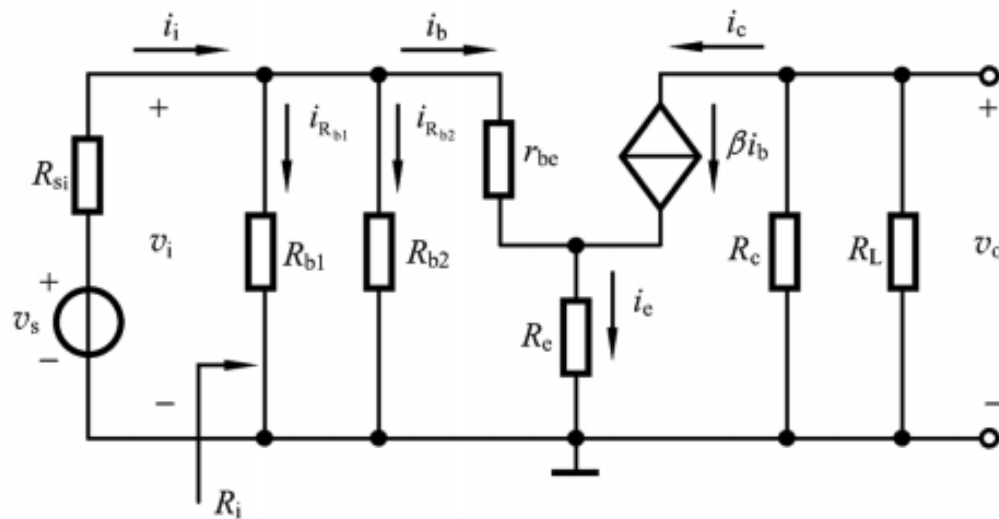 i_i i_b i_c
+ i_{R_{b1}} i_{R_{b2}} r_be βi_b +
R_si
v_i R_b1 R_b2 R_c R_L v_o
+
v_s R_e i_e
−
− −
R_i